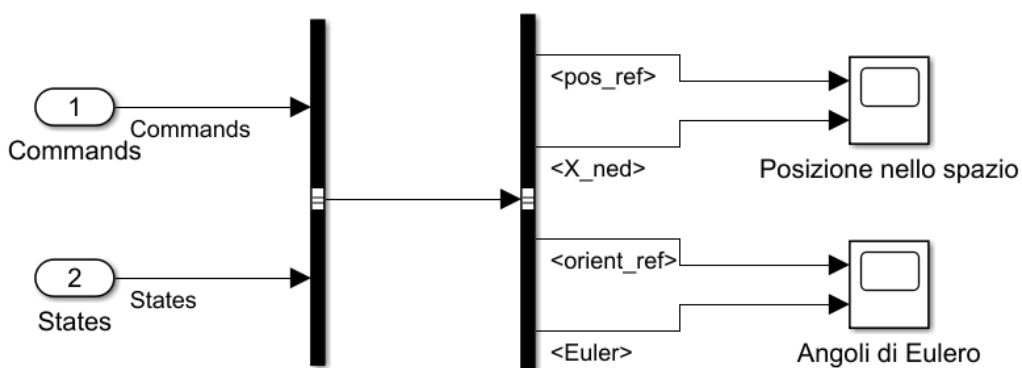 1
Commands
Commands
2
States
States
<pos_ref>
<X_ned>
Posizione nello spazio
<orient_ref>
<Euler>
Angoli di Eulero